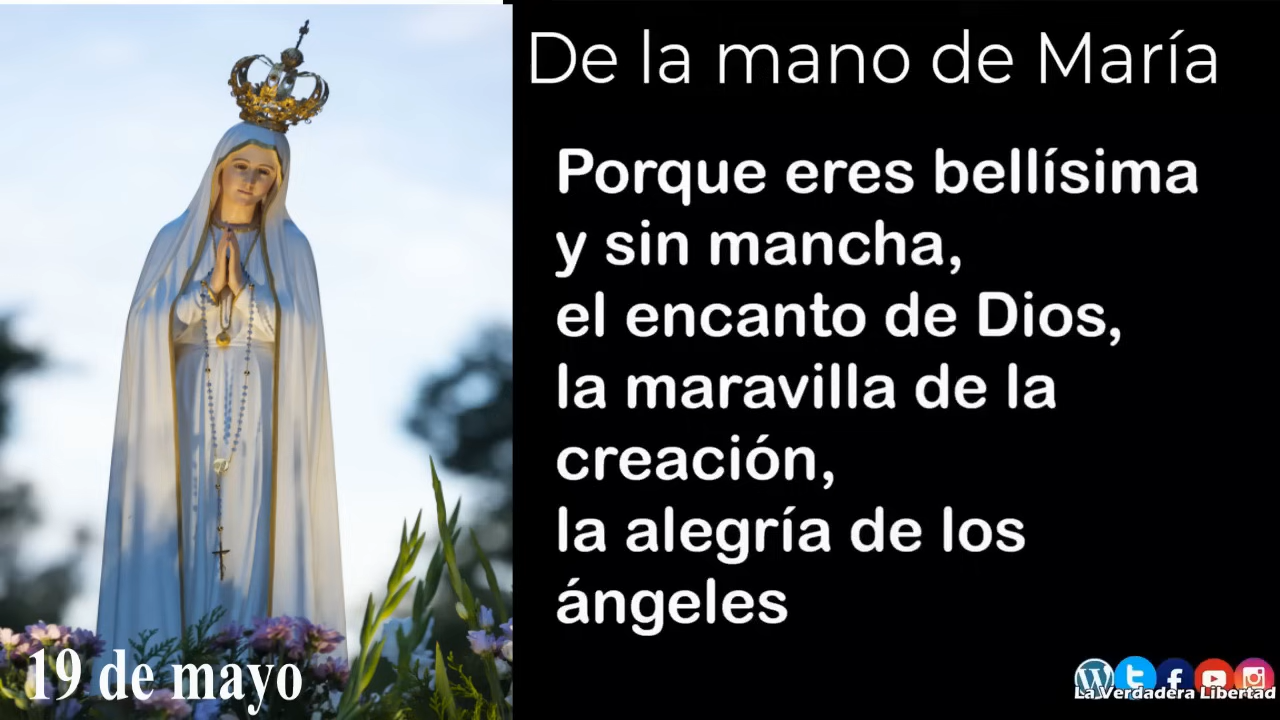 De la mano de María
Porque eres bellísima
y sin mancha,
el encanto de Dios,
la maravilla de la
creación,
la alegría de los
ángeles
19 de mayo
La Verdadera Libertad